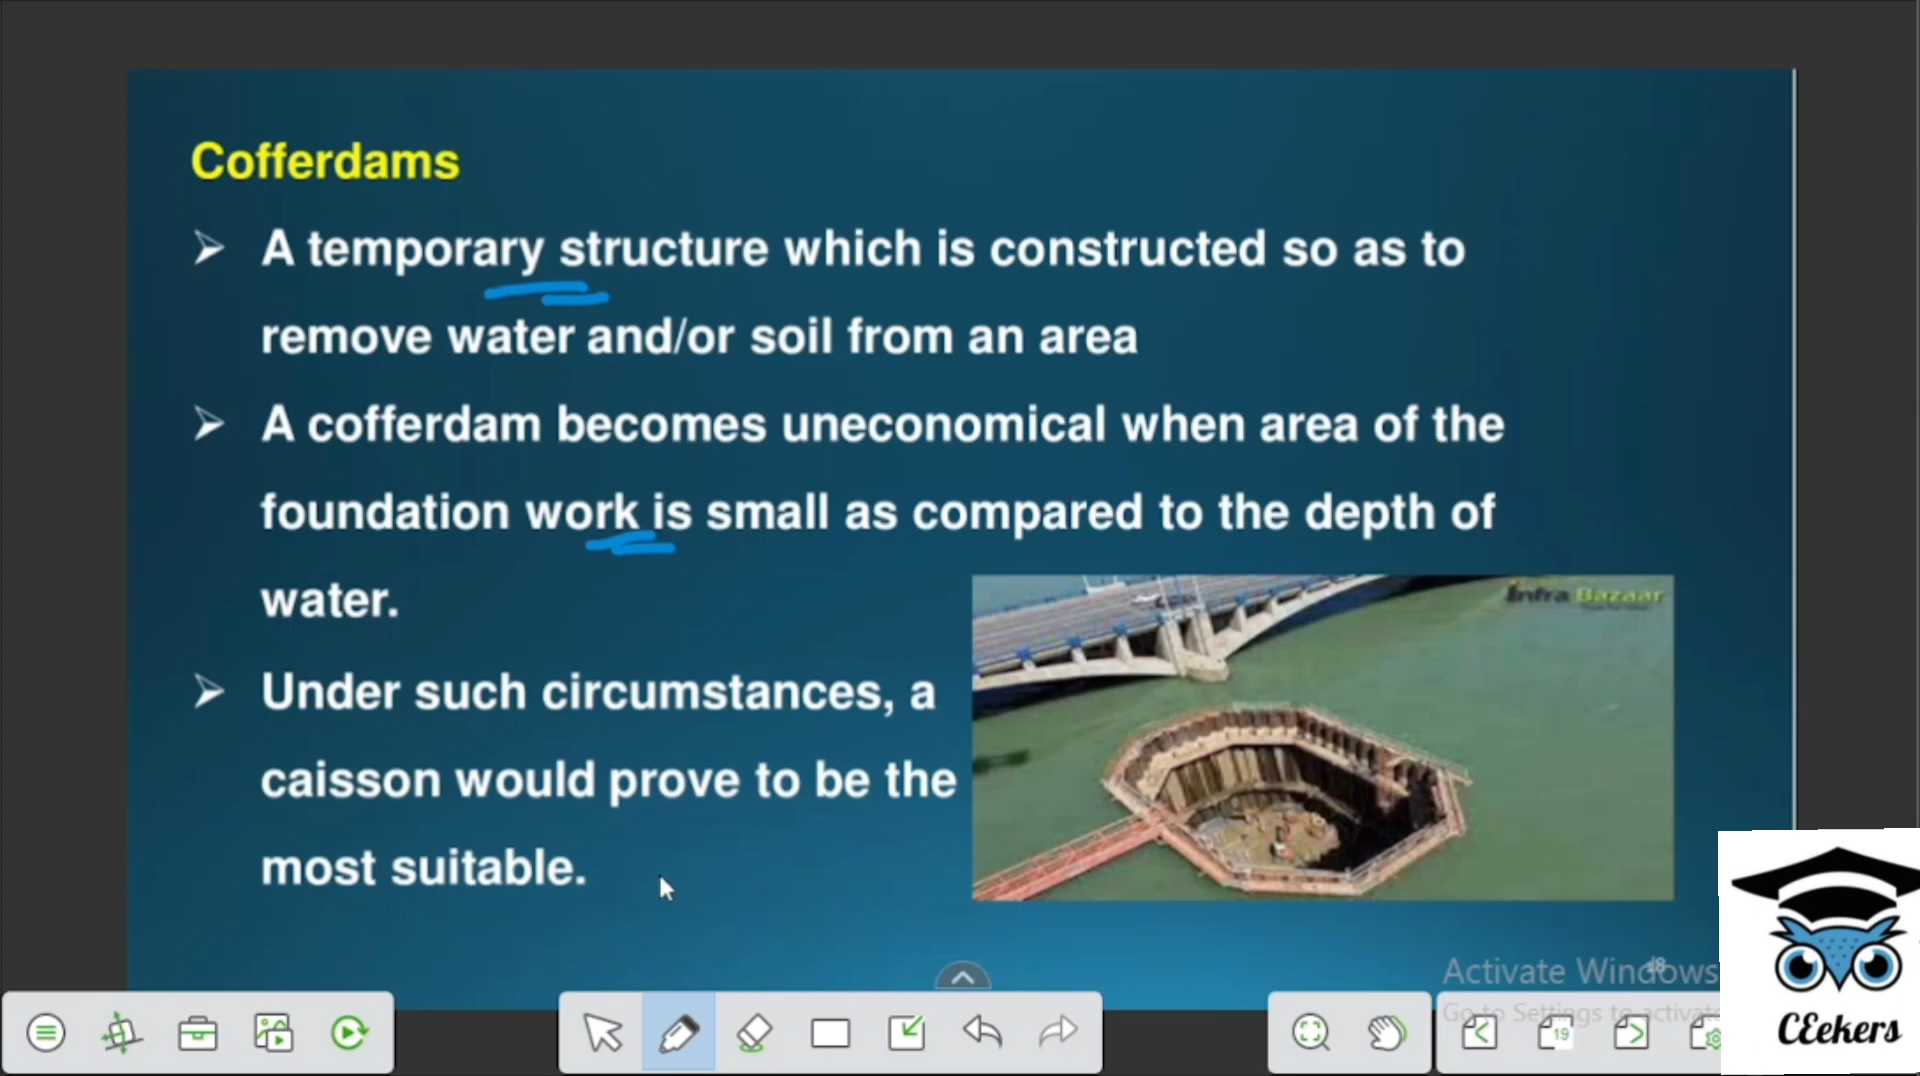 Cofferdams
➢ A temporary structure which is constructed so as to
remove water and/or soil from an area
➢ A cofferdam becomes uneconomical when area of the
foundation work is small as compared to the depth of
water.
Infra Bazaar
➢ Under such circumstances, a
caisson would prove to be the
most suitable.
Activate Windows
Go to Settings to activate
19
CEekers